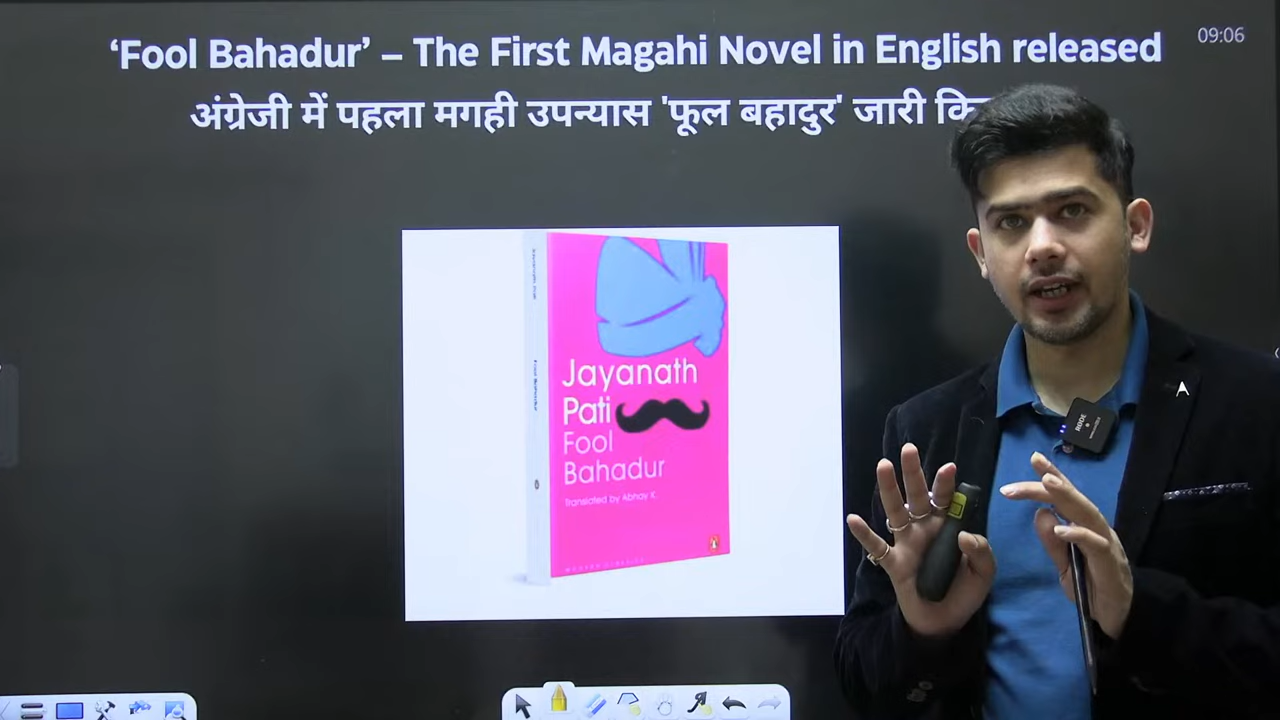 ‘Fool Bahadur’ – The First Magahi Novel in English released
09:06
अंग्रेजी में पहला मगही उपन्यास 'फूल बहादुर' जारी
Jayanath
Pati
Fool
Bahadur
Translated by Abhay K.
RØDE